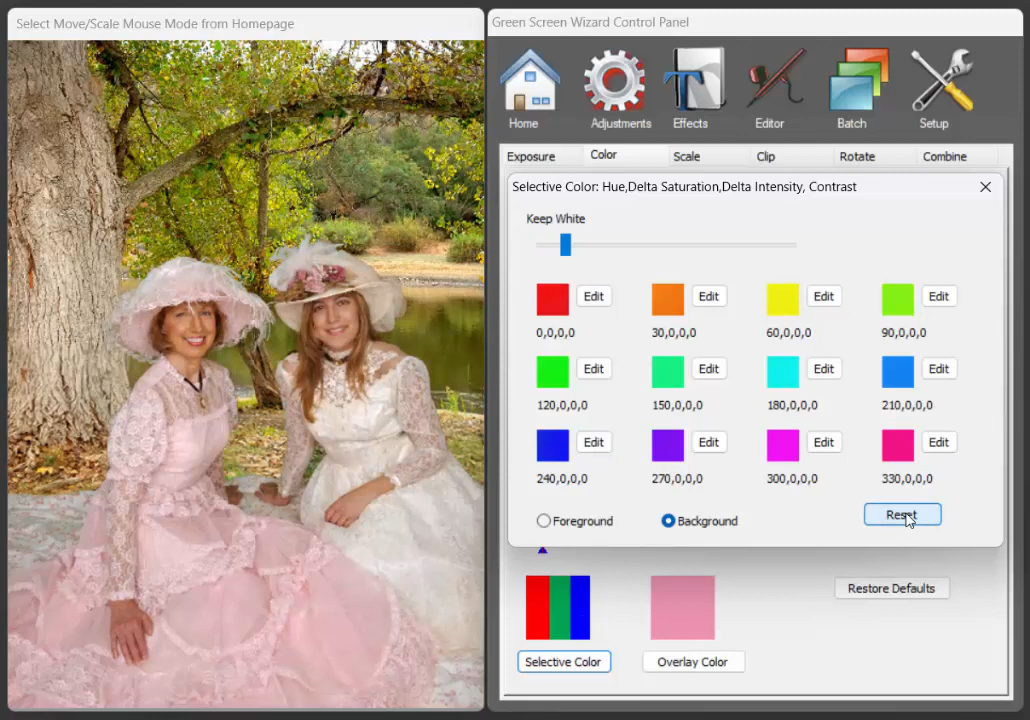 Select Move/Scale Mouse Mode from Homepage
Green Screen Wizard Control Panel
Home Adjustments Effects Editor Batch Setup
Exposure Color Scale Clip Rotate Combine
Selective Color: Hue,Delta Saturation,Delta Intensity, Contrast
Keep White
Edit Edit Edit Edit
0,0,0,0 30,0,0,0 60,0,0,0 90,0,0,0
Edit Edit Edit Edit
120,0,0,0 150,0,0,0 180,0,0,0 210,0,0,0
Edit Edit Edit Edit
240,0,0,0 270,0,0,0 300,0,0,0 330,0,0,0
Foreground Background Reset
Restore Defaults
Selective Color Overlay Color